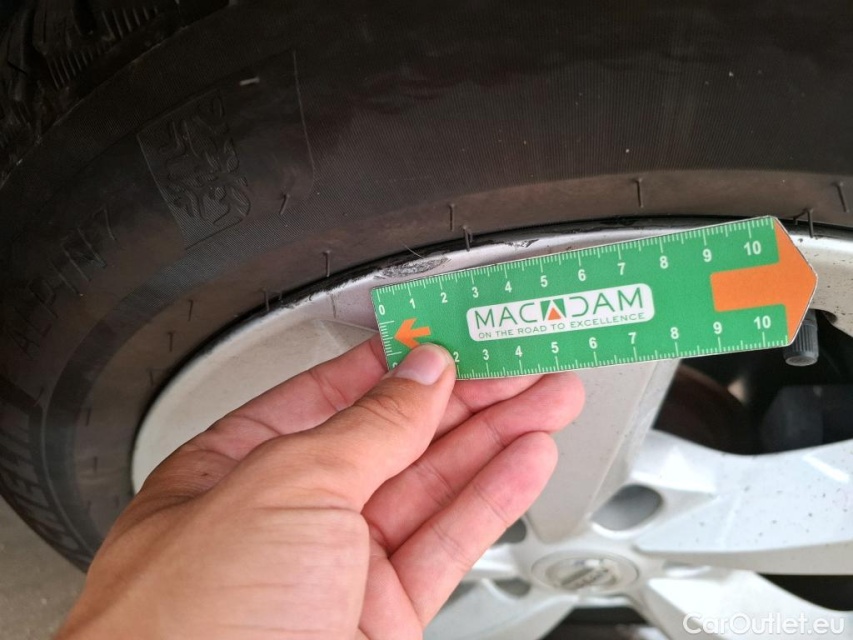 0 1 2 3 4 5 6 7 8 9 10
MACADAM
ON THE ROAD TO EXCELLENCE
2 3 4 5 6 7 8 9 10
CarOutlet.eu